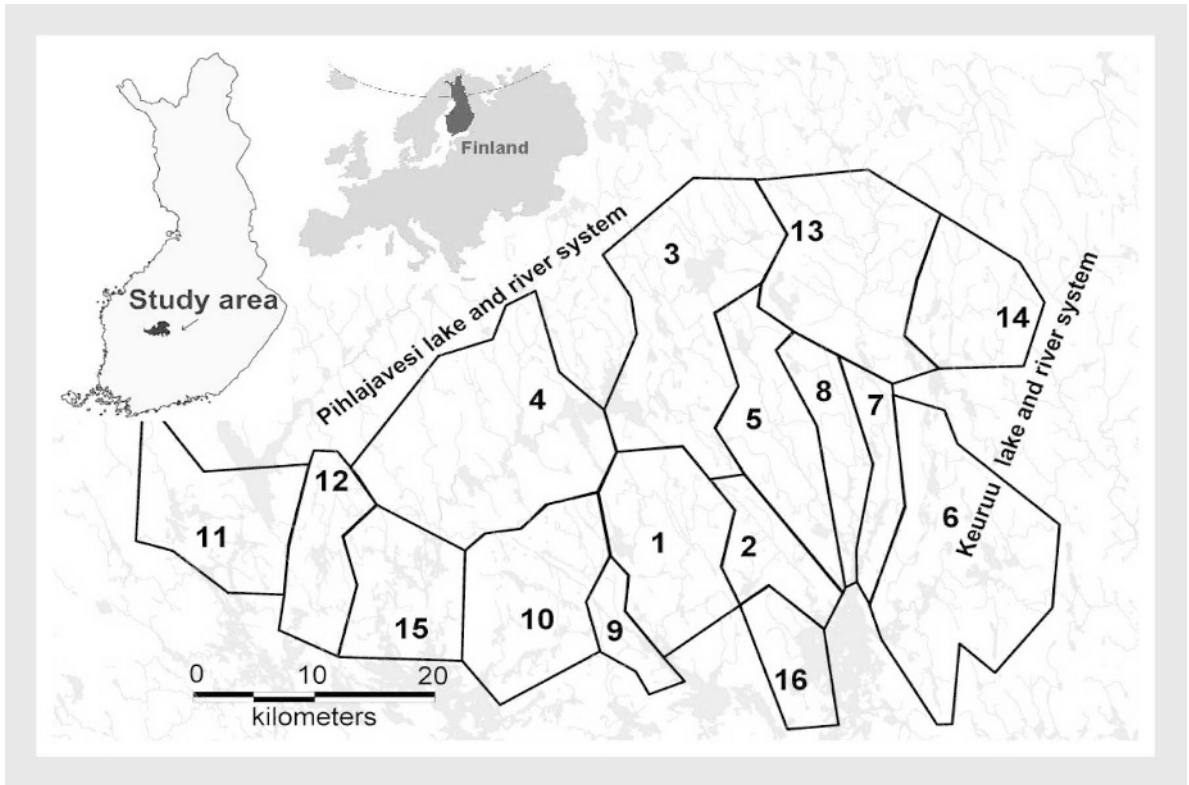 Finland
Study area
Pihlajavesi lake and river system
Keuruu lake and river system
3
13
14
4
8
7
5
12
11
6
1
2
15
10
9
16
0 10 20
kilometers